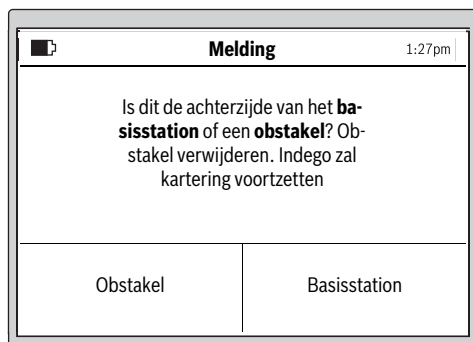 Melding
1:27pm
Is dit de achterzijde van het ba-
sisstation of een obstakel? Ob-
stakel verwijderen. Indego zal
kartering voortzetten
Obstakel
Basisstation